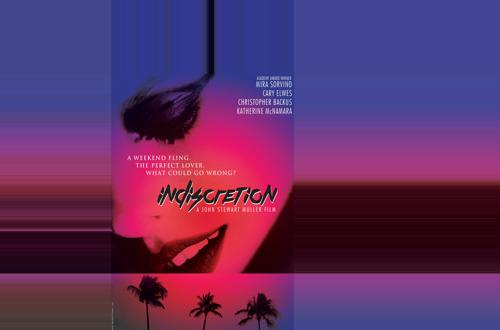 ACADEMY AWARD WINNER
MIRA SORVINO
CARY ELWES
CHRISTOPHER BACKUS
KATHERINE McNAMARA
A WEEKEND FLING.
THE PERFECT LOVER.
WHAT COULD GO WRONG?
iNDiSCRETiON
A JOHN STEWART MULLER FILM